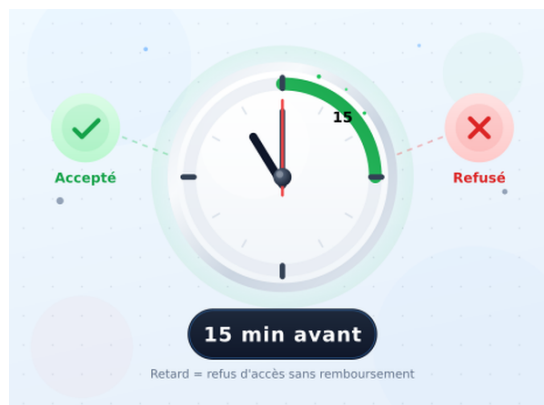 15
Accepté
Refusé
15 min avant
Retard = refus d'accès sans remboursement